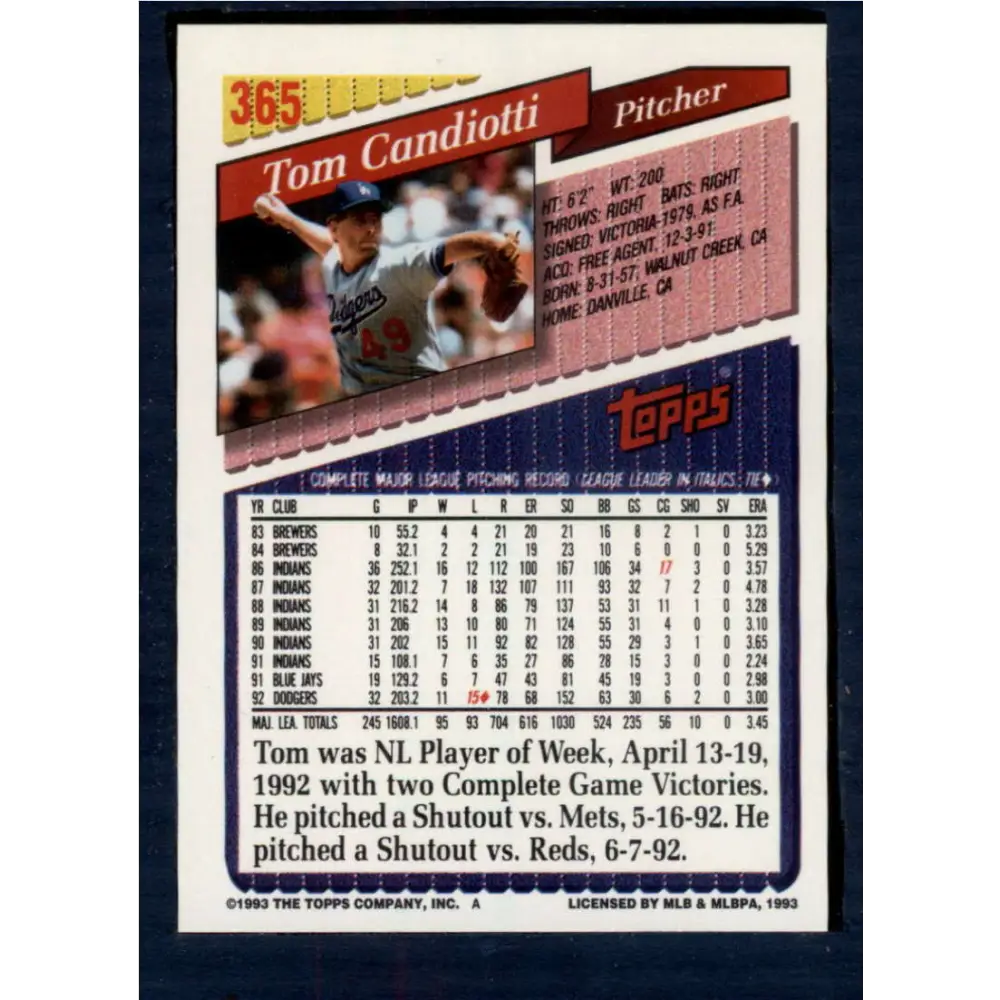 365
Tom Candiotti
Pitcher
HT: 6'2" WT: 200
THROWS: RIGHT BATS: RIGHT
SIGNED: VICTORIA-1979, AS F.A.
ACQ: FREE AGENT, 12-3-91
BORN: 8-31-57, WALNUT CREEK, CA
HOME: DANVILLE, CA
Dodgers
49
Topps®
COMPLETE MAJOR LEAGUE PITCHING RECORD (LEAGUE LEADER IN ITALICS, TIE♦)
YR CLUB G IP W L R ER SO BB GS CG SHO SV ERA
83 BREWERS 10 55.2 4 4 21 20 21 16 8 2 1 0 3.23
84 BREWERS 8 32.1 2 2 21 19 23 10 6 0 0 0 5.29
86 INDIANS 36 252.1 16 12 112 100 167 106 34 17 3 0 3.57
87 INDIANS 32 201.2 7 18 132 107 111 93 32 7 2 0 4.78
88 INDIANS 31 216.2 14 8 86 79 137 53 31 11 1 0 3.28
89 INDIANS 31 206 13 10 80 71 124 55 31 4 0 0 3.10
90 INDIANS 31 202 15 11 92 82 128 55 29 3 1 0 3.65
91 INDIANS 15 108.1 7 6 35 27 86 28 15 3 0 0 2.24
91 BLUE JAYS 19 129.2 6 7 47 43 81 45 19 3 0 0 2.98
92 DODGERS 32 203.2 11 15♦ 78 68 152 63 30 6 2 0 3.00
MAJ. LEA. TOTALS 245 1608.1 95 93 704 616 1030 524 235 56 10 0 3.45
Tom was NL Player of Week, April 13-19,
1992 with two Complete Game Victories.
He pitched a Shutout vs. Mets, 5-16-92. He
pitched a Shutout vs. Reds, 6-7-92.
©1993 THE TOPPS COMPANY, INC. A LICENSED BY MLB & MLBPA, 1993